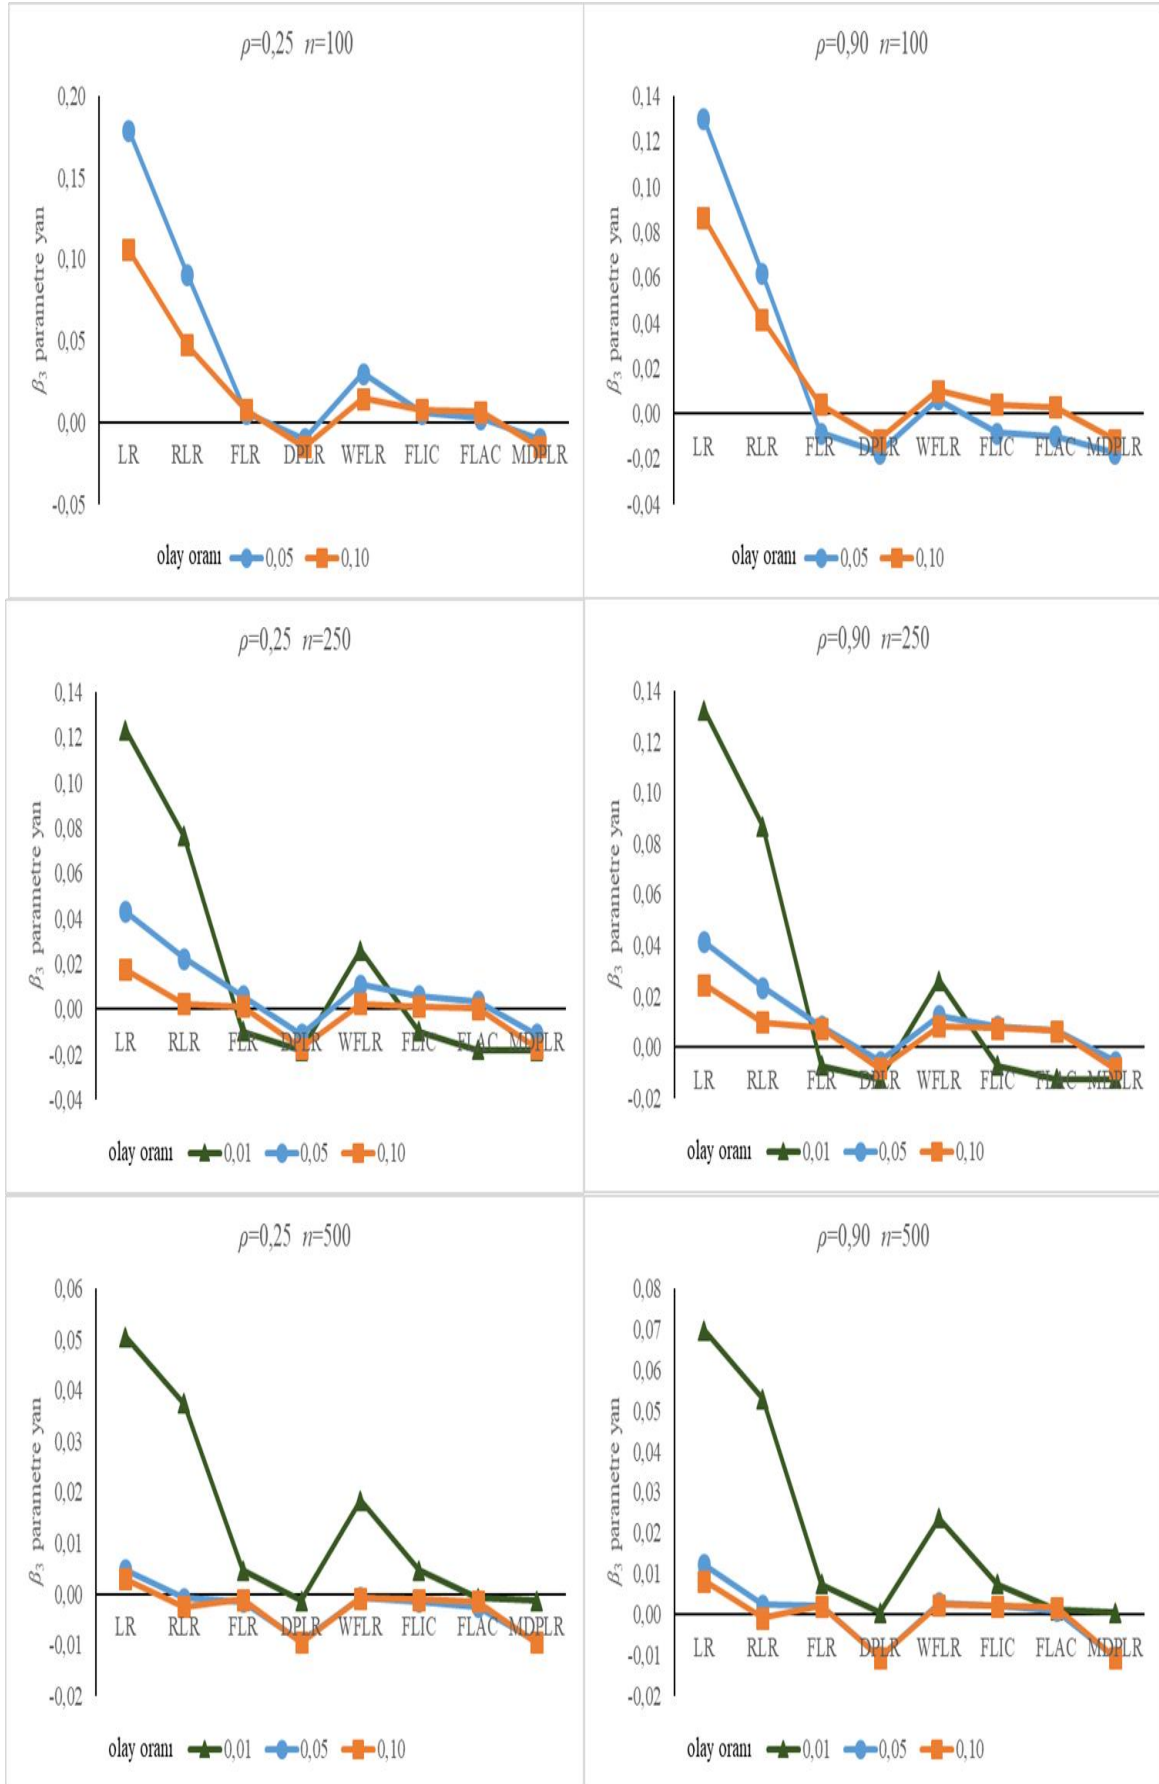 ρ=0,25 n=100
0,20
0,15
0,10
0,05
0,00
-0,05
β₃ parametre yan
LR RLR FLR DPLR WFLR FLIC FLAC MDPLR
olay oranı 0,05 0,10
ρ=0,90 n=100
0,14
0,12
0,10
0,08
0,06
0,04
0,02
0,00
-0,02
-0,04
β₃ parametre yan
LR RLR FLR DPLR WFLR FLIC FLAC MDPLR
olay oranı 0,05 0,10
ρ=0,25 n=250
0,14
0,12
0,10
0,08
0,06
0,04
0,02
0,00
-0,02
-0,04
β₃ parametre yan
LR RLR FLR DPLR WFLR FLIC FLAC MDPLR
olay oranı 0,01 0,05 0,10
ρ=0,90 n=250
0,14
0,12
0,10
0,08
0,06
0,04
0,02
0,00
-0,02
β₃ parametre yan
LR RLR FLR DPLR WFLR FLIC FLAC MDPLR
olay oranı 0,01 0,05 0,10
ρ=0,25 n=500
0,06
0,05
0,04
0,03
0,02
0,01
0,00
-0,01
-0,02
β₃ parametre yan
LR RLR FLR DPLR WFLR FLIC FLAC MDPLR
olay oranı 0,01 0,05 0,10
ρ=0,90 n=500
0,08
0,07
0,06
0,05
0,04
0,03
0,02
0,01
0,00
-0,01
-0,02
β₃ parametre yan
LR RLR FLR DPLR WFLR FLIC FLAC MDPLR
olay oranı 0,01 0,05 0,10